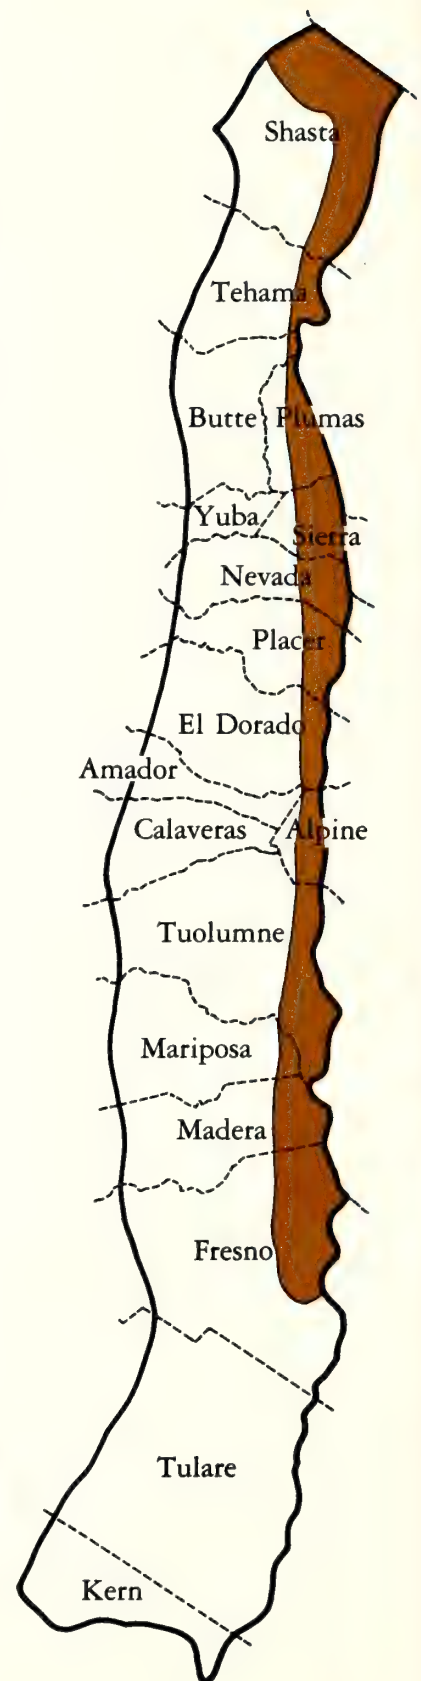 Shasta
Tehama
Butte Plumas
Yuba
Sierra
Nevada
Placer
El Dorado
Amador
Calaveras Alpine
Tuolumne
Mariposa
Madera
Fresno
Tulare
Kern